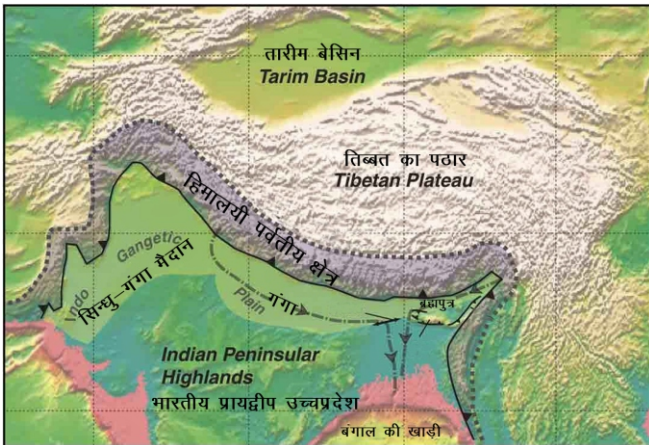 तारीम बेसिन
Tarim Basin
तिब्बत का पठार
Tibetan Plateau
हिमालयी पर्वतीय क्षेत्र
Indo Gangetic Plain
सिन्धु-गंगा मैदान
गंगा
ब्रह्मपुत्र
Indian Peninsular
Highlands
भारतीय प्रायद्वीप उच्चप्रदेश
बंगाल की खाड़ी